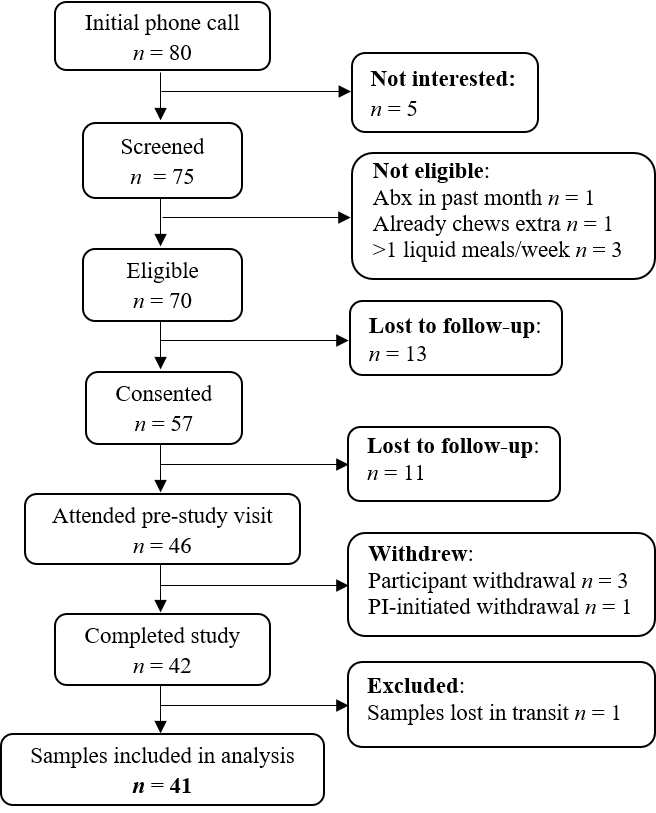 Initial phone call
n = 80
Not interested:
n = 5
Screened
n = 75
Not eligible:
Abx in past month n = 1
Already chews extra n = 1
>1 liquid meals/week n = 3
Eligible
n = 70
Lost to follow-up:
n = 13
Consented
n = 57
Lost to follow-up:
n = 11
Attended pre-study visit
n = 46
Withdrew:
Participant withdrawal n = 3
PI-initiated withdrawal n = 1
Completed study
n = 42
Excluded:
Samples lost in transit n = 1
Samples included in analysis
n = 41